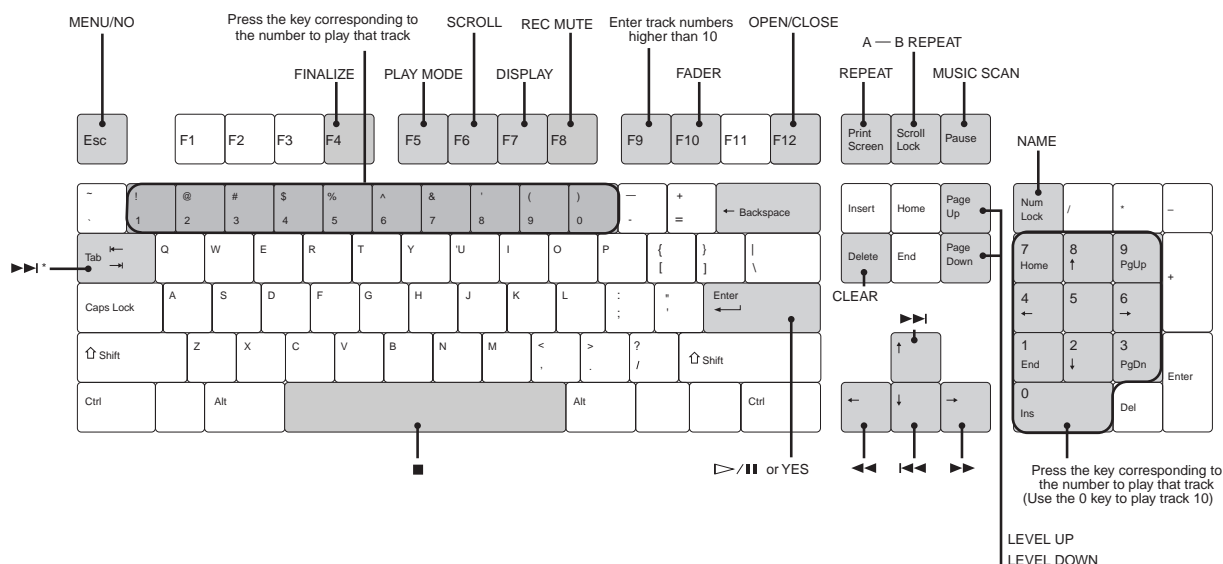 MENU/NO
Press the key corresponding to
the number to play that track
SCROLL
REC MUTE
Enter track numbers
higher than 10
OPEN/CLOSE
A — B REPEAT
FINALIZE
PLAY MODE
DISPLAY
FADER
REPEAT
MUSIC SCAN
Esc
F1
F2
F3
F4
F5
F6
F7
F8
F9
F10
F11
F12
Print
Screen
Scroll
Lock
Pause
NAME
~
`
!
1
@
2
#
3
$
4
%
5
^
6
&
7
'
8
(
9
)
0
—
-
+
=
← Backspace
Insert
Home
Page
Up
Num
Lock
/
*
–
Tab
Q
W
E
R
T
Y
'U
I
O
P
{
[
}
]
|
\
Delete
End
Page
Down
7
Home
8
↑
9
PgUp
+
▶▶| *
CLEAR
Caps Lock
A
S
D
F
G
H
J
K
L
:
;
"
'
Enter
4
←
5
6
→
▶▶|
⇧ Shift
Z
X
C
V
B
N
M
<
,
>
.
?
/
⇧ Shift
↑
1
End
2
↓
3
PgDn
Enter
Ctrl
Alt
Alt
Ctrl
←
↓
→
0
Ins
Del
■
▷/❚❚ or YES
◀◀
|◀◀
▶▶
Press the key corresponding to
the number to play that track
(Use the 0 key to play track 10)
LEVEL UP
LEVEL DOWN